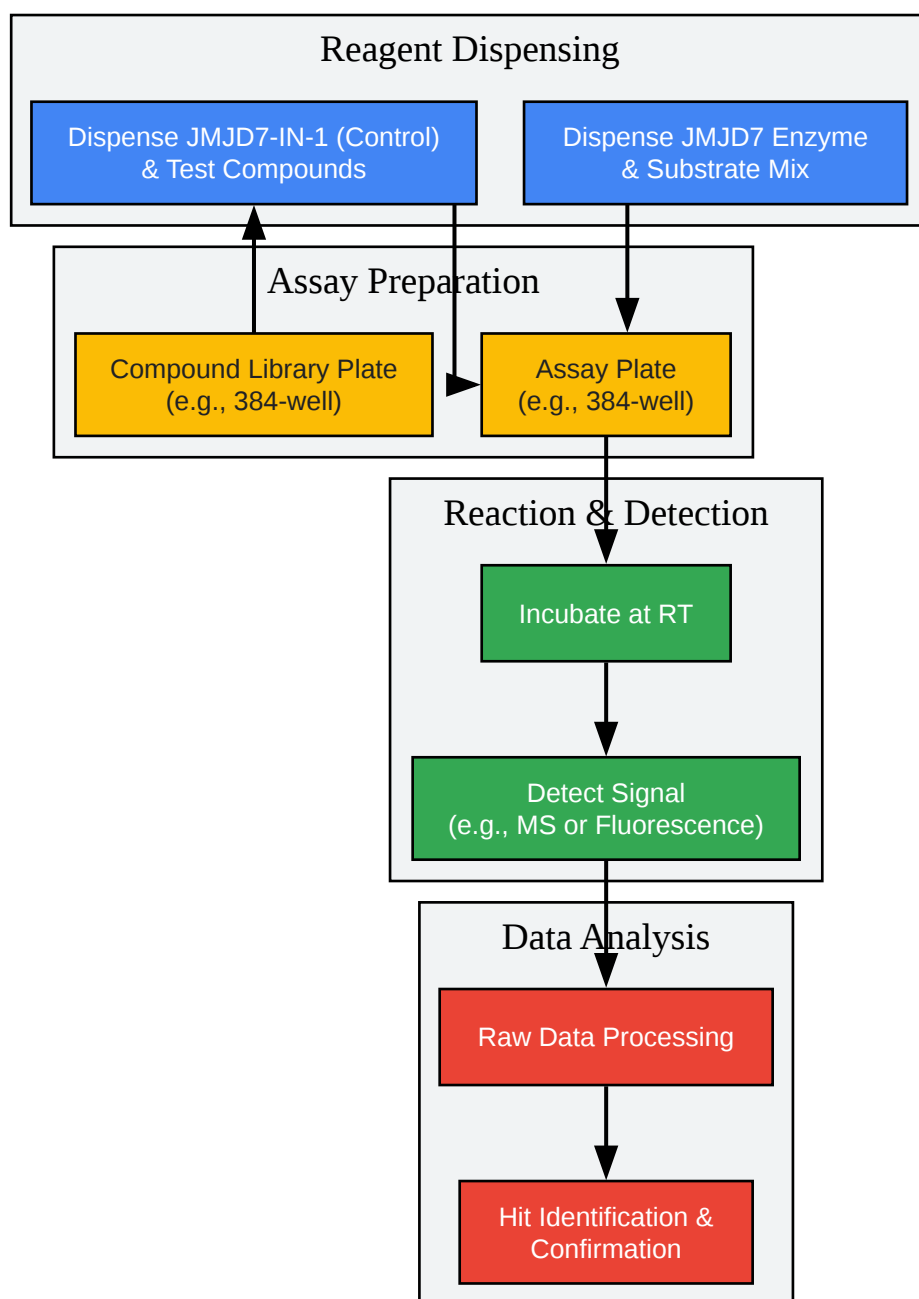 Reagent Dispensing
Dispense JMJD7-IN-1 (Control)
& Test Compounds
Dispense JMJD7 Enzyme
& Substrate Mix
Assay Preparation
Compound Library Plate
(e.g., 384-well)
Assay Plate
(e.g., 384-well)
Reaction & Detection
Incubate at RT
Detect Signal
(e.g., MS or Fluorescence)
Data Analysis
Raw Data Processing
Hit Identification &
Confirmation